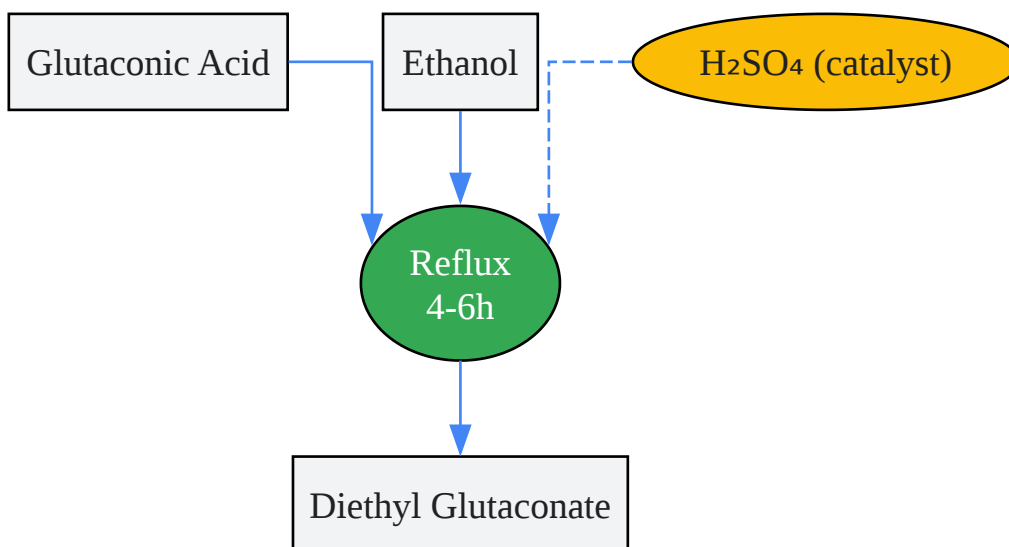 Glutaconic Acid
Ethanol
H₂SO₄ (catalyst)
Reflux
4-6h
Diethyl Glutaconate